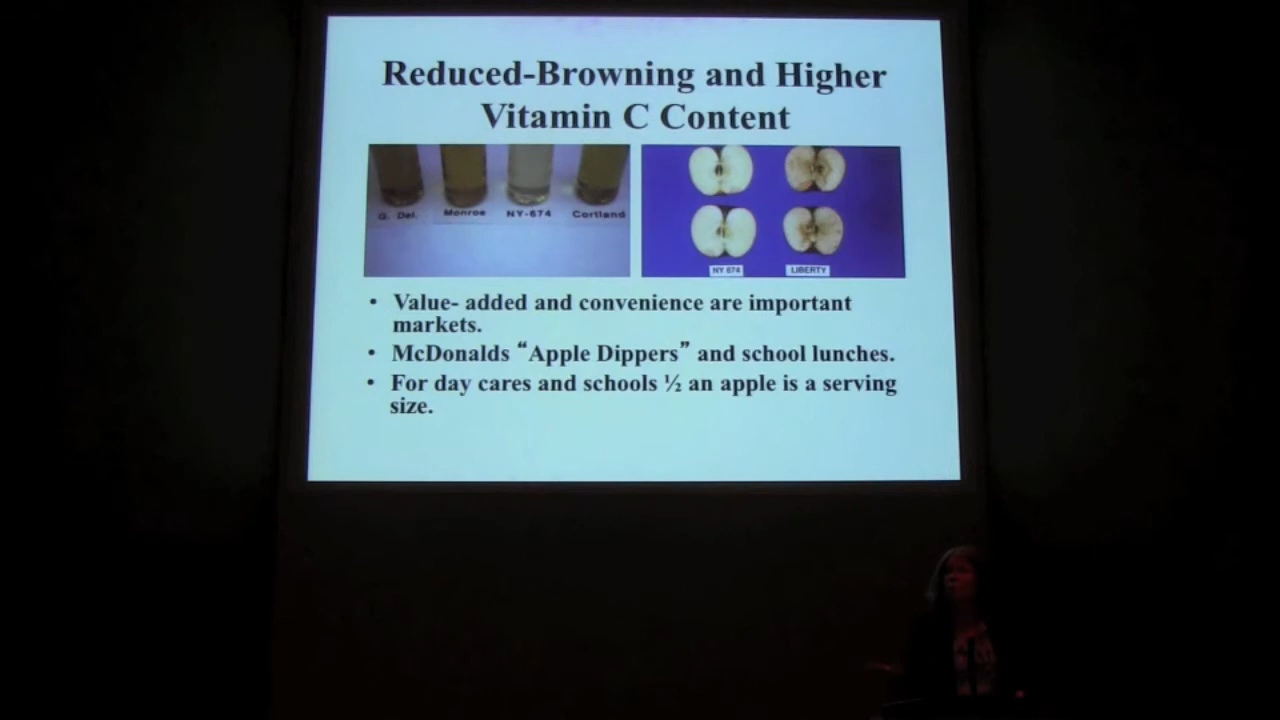 Reduced-Browning and Higher
Vitamin C Content
G. Del. Monroe NY-674 Cortland
NY 674 LIBERTY
• Value- added and convenience are important
markets.
• McDonalds “Apple Dippers” and school lunches.
• For day cares and schools ½ an apple is a serving
size.